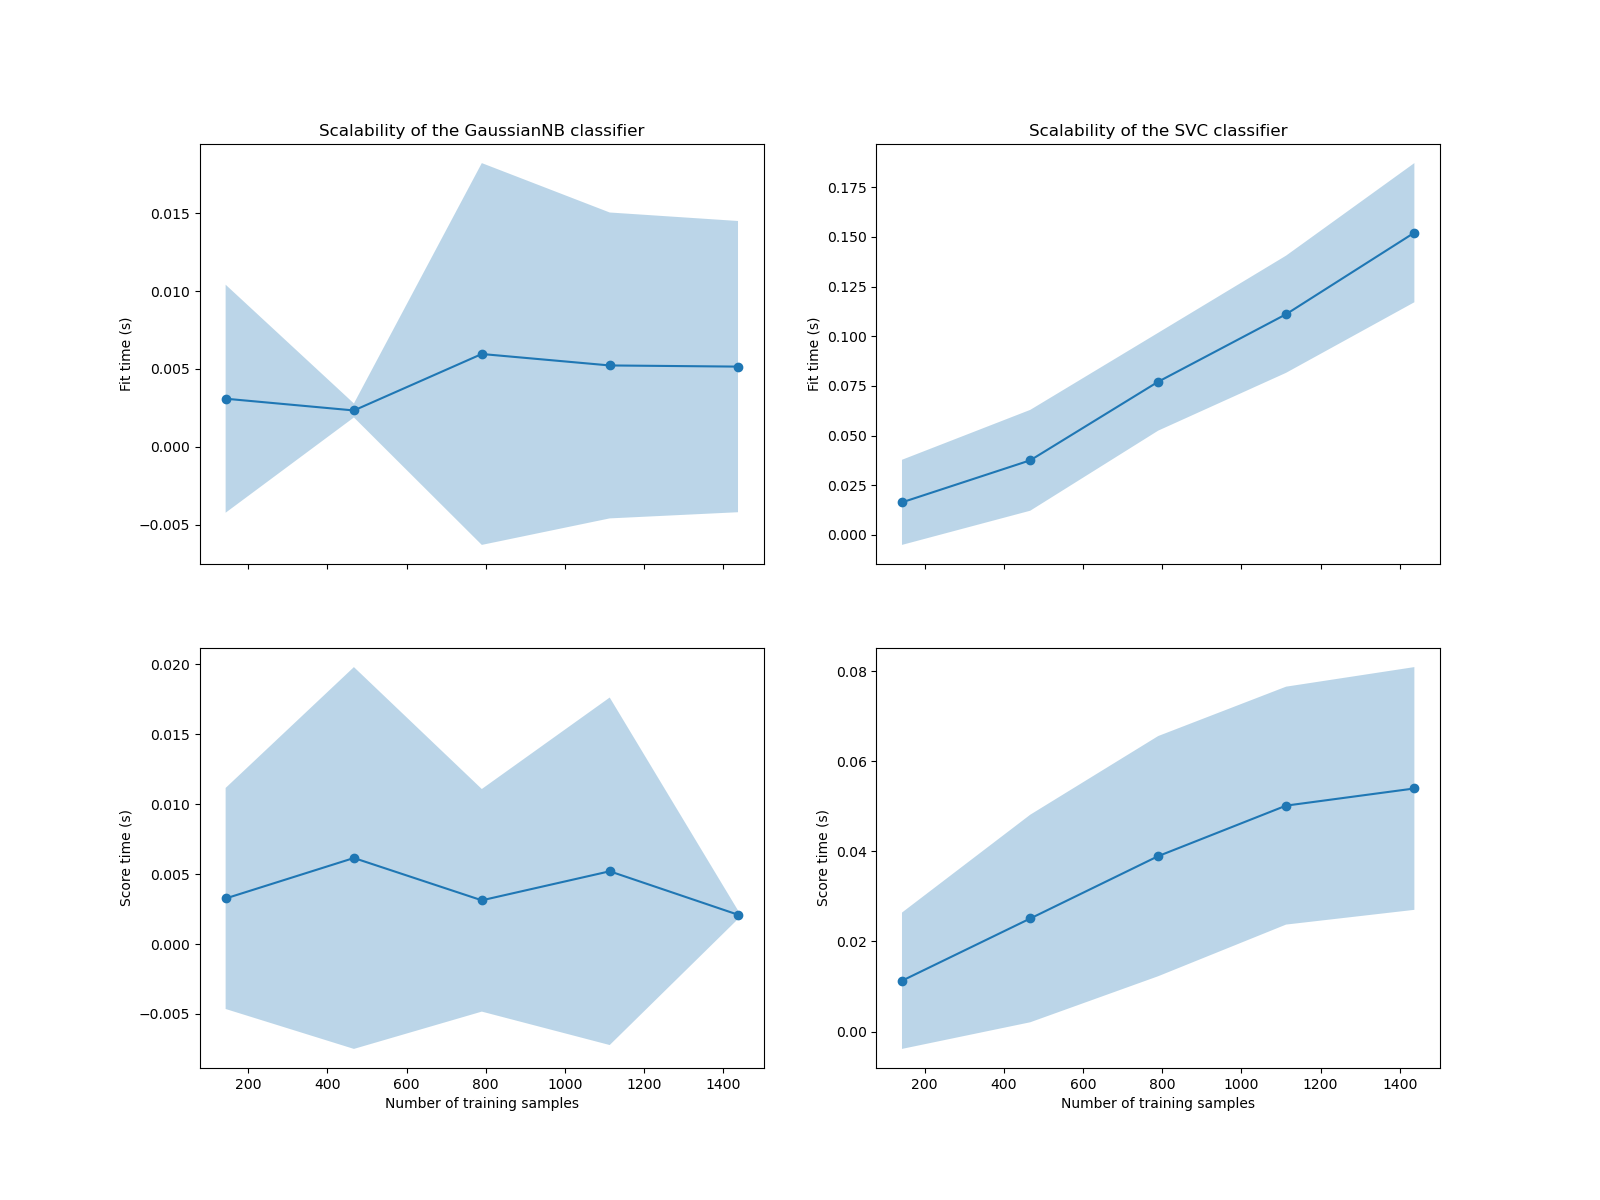 Scalability of the GaussianNB classifier
Fit time (s)
0.015
0.010
0.005
0.000
−0.005
Scalability of the SVC classifier
Fit time (s)
0.175
0.150
0.125
0.100
0.075
0.050
0.025
0.000
Score time (s)
0.020
0.015
0.010
0.005
0.000
−0.005
200 400 600 800 1000 1200 1400
Number of training samples
Score time (s)
0.08
0.06
0.04
0.02
0.00
200 400 600 800 1000 1200 1400
Number of training samples